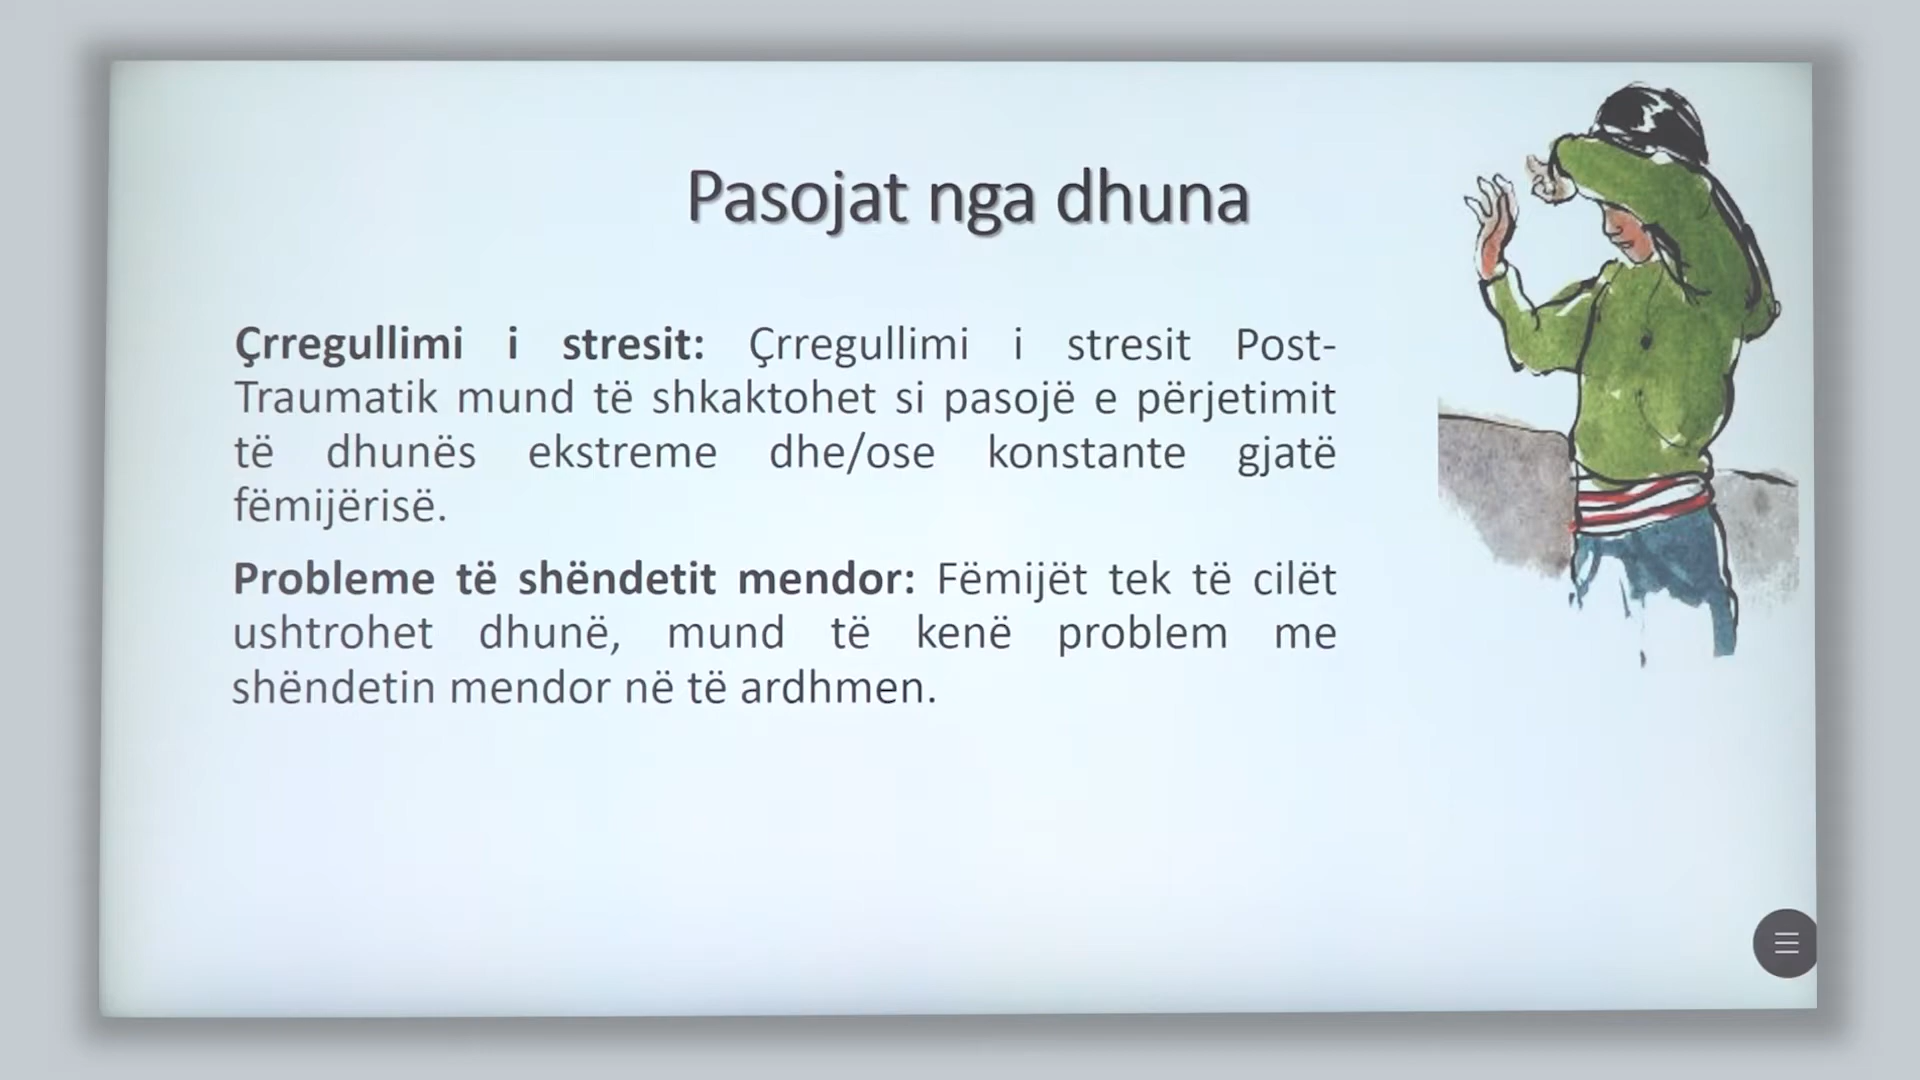 Pasojat nga dhuna
Çrregullimi i stresit: Çrregullimi i stresit Post-
Traumatik mund të shkaktohet si pasojë e përjetimit
të dhunës ekstreme dhe/ose konstante gjatë
fëmijërisë.
Probleme të shëndetit mendor: Fëmijët tek të cilët
ushtrohet dhunë, mund të kenë problem me
shëndetin mendor në të ardhmen.